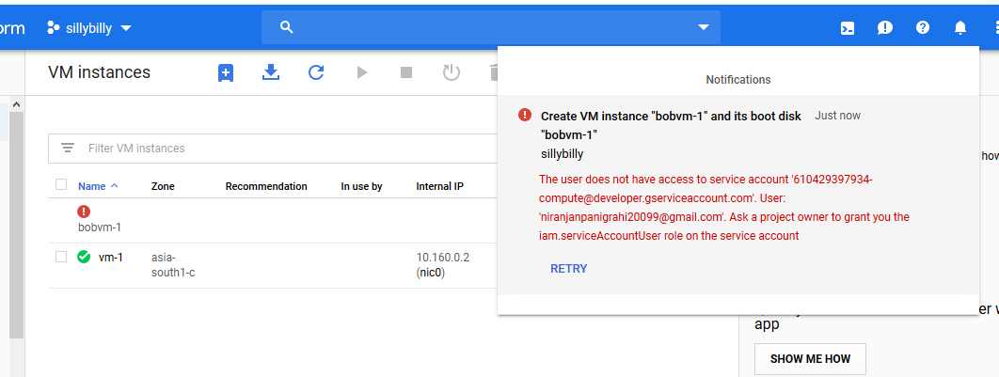 orm sillybilly
VM instances
Notifications
Create VM instance "bobvm-1" and its boot disk Just now
"bobvm-1"
sillybilly
The user does not have access to service account '610429397934-
compute@developer.gserviceaccount.com'. User:
'niranjanpanigrahi20099@gmail.com'. Ask a project owner to grant you the
iam.serviceAccountUser role on the service account
RETRY
Filter VM instances
Name Zone Recommendation In use by Internal IP
bobvm-1
vm-1 asia- 10.160.0.2
south1-c (nic0)
how
app
SHOW ME HOW